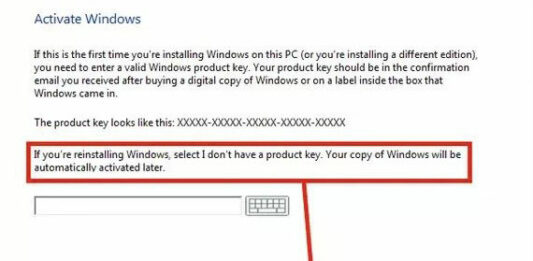 Activate Windows
If this is the first time you're installing Windows on this PC (or you're installing a different edition),
you need to enter a valid Windows product key. Your product key should be in the confirmation
email you received after buying a digital copy of Windows or on a label inside the box that
Windows came in.
The product key looks like this: XXXXX-XXXXX-XXXXX-XXXXX-XXXXX
If you're reinstalling Windows, select I don't have a product key. Your copy of Windows will be
automatically activated later.